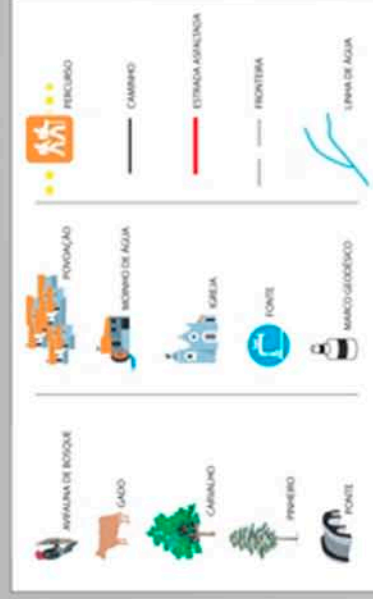 AVIFAUNA DE BOSQUE
GADO
CARVALHO
PINHEIRO
PONTE
POVOAÇÃO
MOINHO DE ÁGUA
IGREJA
FONTE
MARCO GEODÉSICO
PERCURSO
CAMINHO
ESTRADA ASFALTADA
FRONTEIRA
LINHA DE ÁGUA